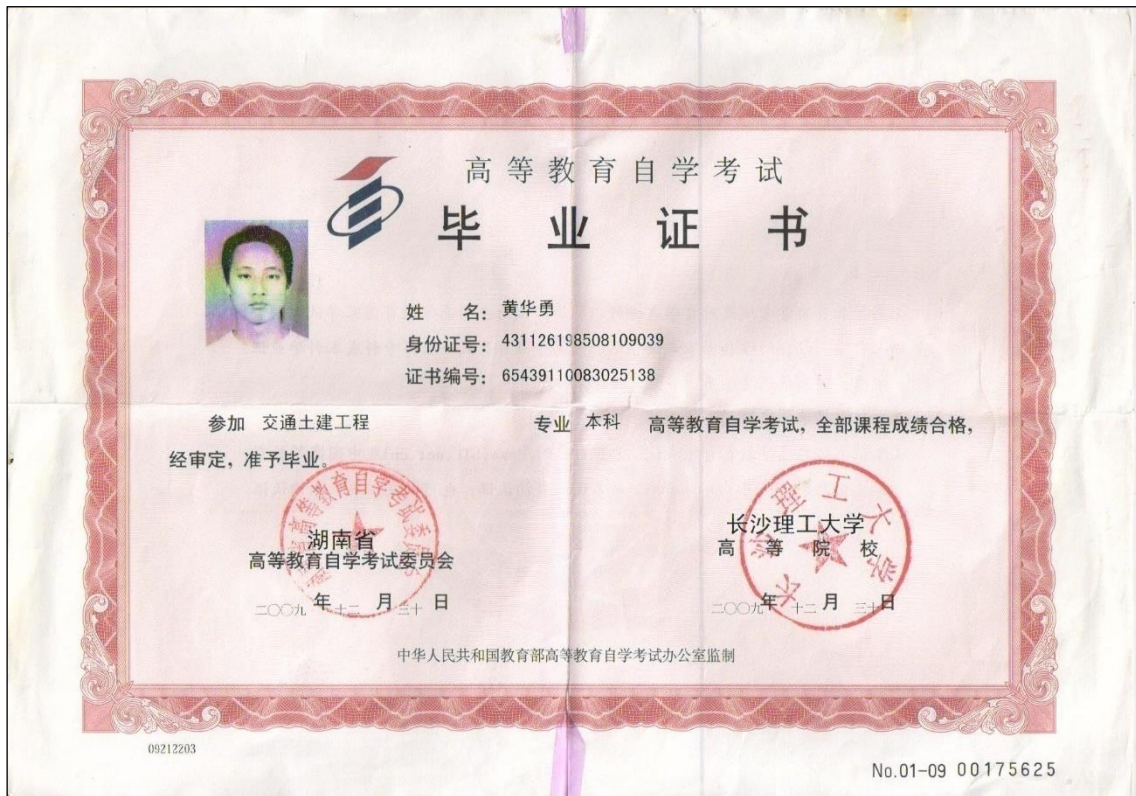 高等教育自学考试
毕业证书
姓 名： 黄华勇
身份证号： 431126198508109039
证书编号： 65439110083025138
参加 交通土建工程 专业 本科 高等教育自学考试，全部课程成绩合格，
经审定，准予毕业。
湖南省
高等教育自学考试委员会
二〇〇九 年 十二 月 三十 日
长沙理工大学
高等院校
二〇〇九 年 十二 月 三十 日
长沙理工大学
中华人民共和国教育部高等教育自学考试办公室监制
09212203
No.01-09 00175625